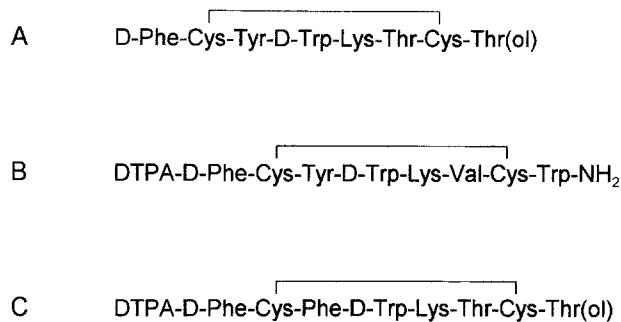 A D-Phe-Cys-Tyr-D-Trp-Lys-Thr-Cys-Thr(ol)
B DTPA-D-Phe-Cys-Tyr-D-Trp-Lys-Val-Cys-Trp-NH2
C DTPA-D-Phe-Cys-Phe-D-Trp-Lys-Thr-Cys-Thr(ol)